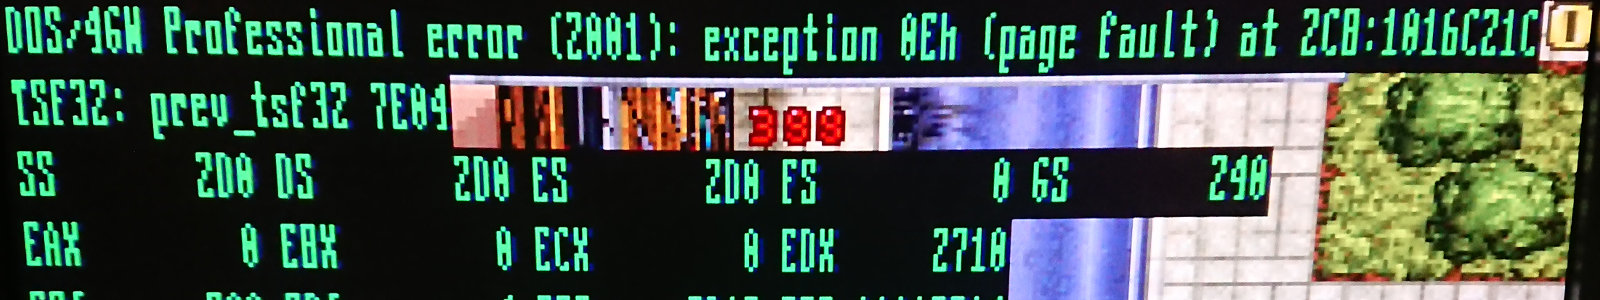 DOS/4GW Professional error (2001): exception 0Eh (page fault) at 2C8:1016C21C
TSF32: prev_tsf32 7E04
300
SS 2D0 DS 2D0 ES 2D0 FS 0 GS 240
EAX 0 EBX 0 ECX 0 EDX 2710